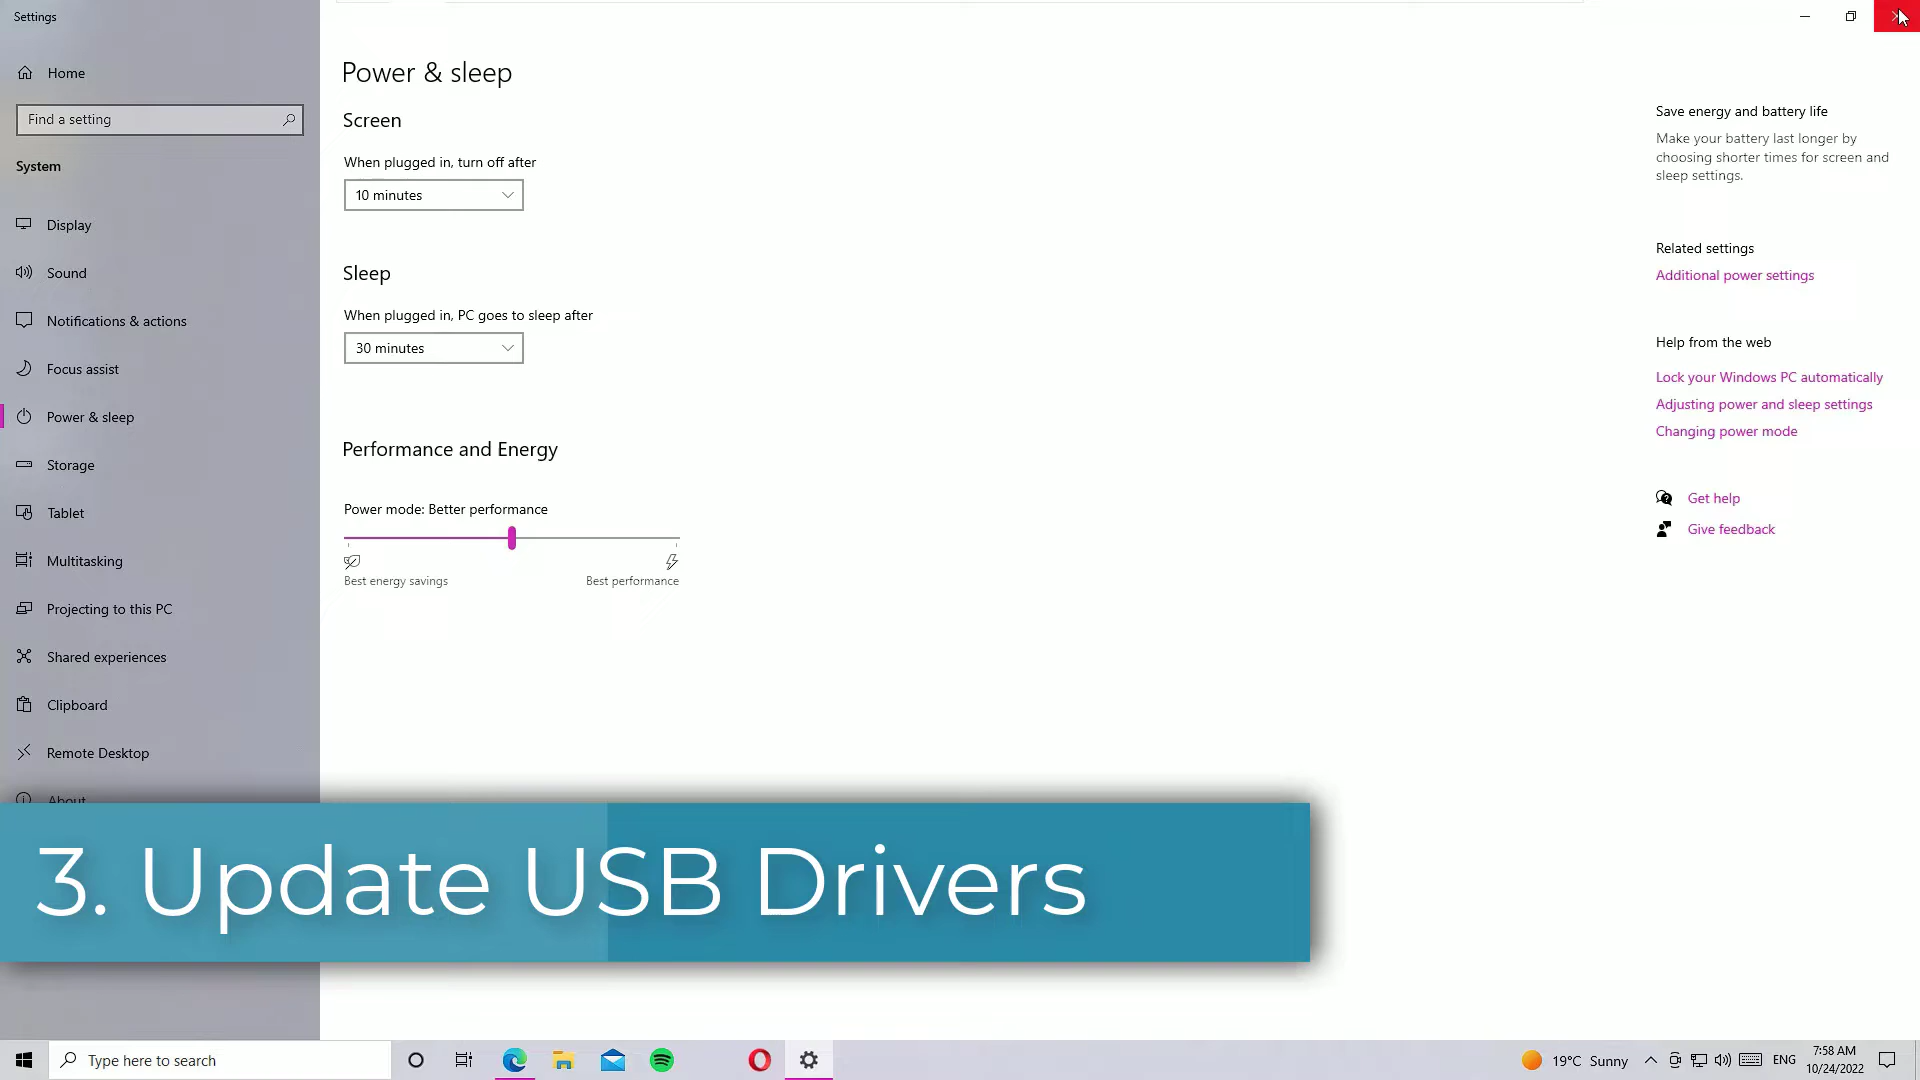 Settings
Home
Find a setting
System
Display
Sound
Notifications & actions
Focus assist
Power & sleep
Storage
Tablet
Multitasking
Projecting to this PC
Shared experiences
Clipboard
Remote Desktop
About
Power & sleep
Screen
When plugged in, turn off after
10 minutes
Sleep
When plugged in, PC goes to sleep after
30 minutes
Performance and Energy
Power mode: Better performance
Best energy savings
Best performance
Save energy and battery life
Make your battery last longer by
choosing shorter times for screen and
sleep settings.
Related settings
Additional power settings
Help from the web
Lock your Windows PC automatically
Adjusting power and sleep settings
Changing power mode
Get help
Give feedback
3. Update USB Drivers
Type here to search
19°C Sunny
ENG
7:58 AM
10/24/2022